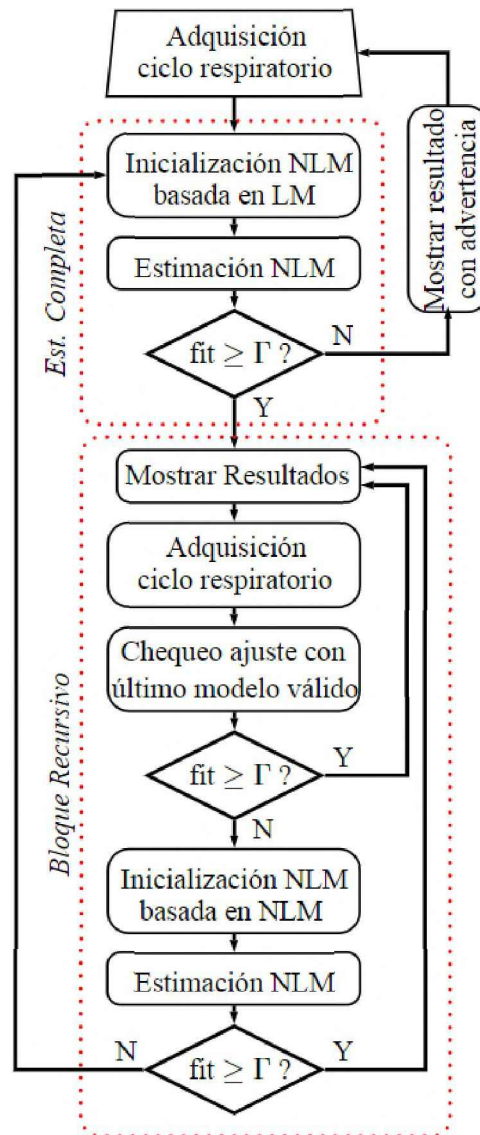 Adquisición
ciclo respiratorio
Mostrar resultado
con advertencia
Est. Completa
Inicialización NLM
basada en LM
Estimación NLM
fit ≥ Γ ?
N
Y
Bloque Recursivo
Mostrar Resultados
Adquisición
ciclo respiratorio
Chequeo ajuste con
último modelo válido
fit ≥ Γ ?
Y
N
Inicialización NLM
basada en NLM
Estimación NLM
N
fit ≥ Γ ?
Y